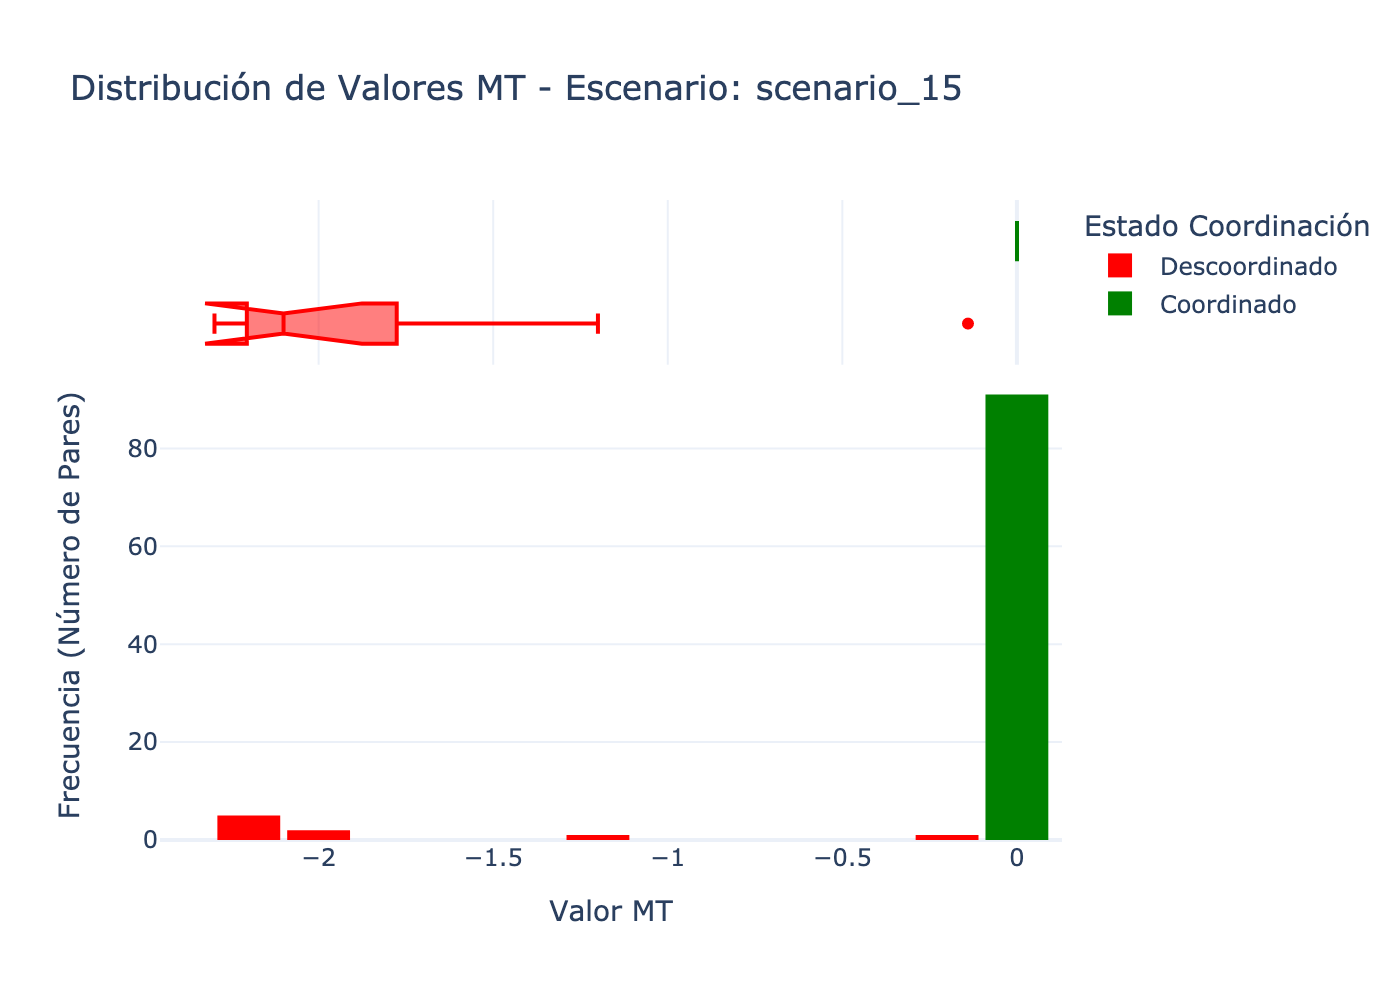 Distribución de Valores MT - Escenario: scenario_15
Estado Coordinación
Descoordinado
Coordinado
Frecuencia (Número de Pares)
80
60
40
20
0
−2
−1.5
−1
−0.5
0
Valor MT